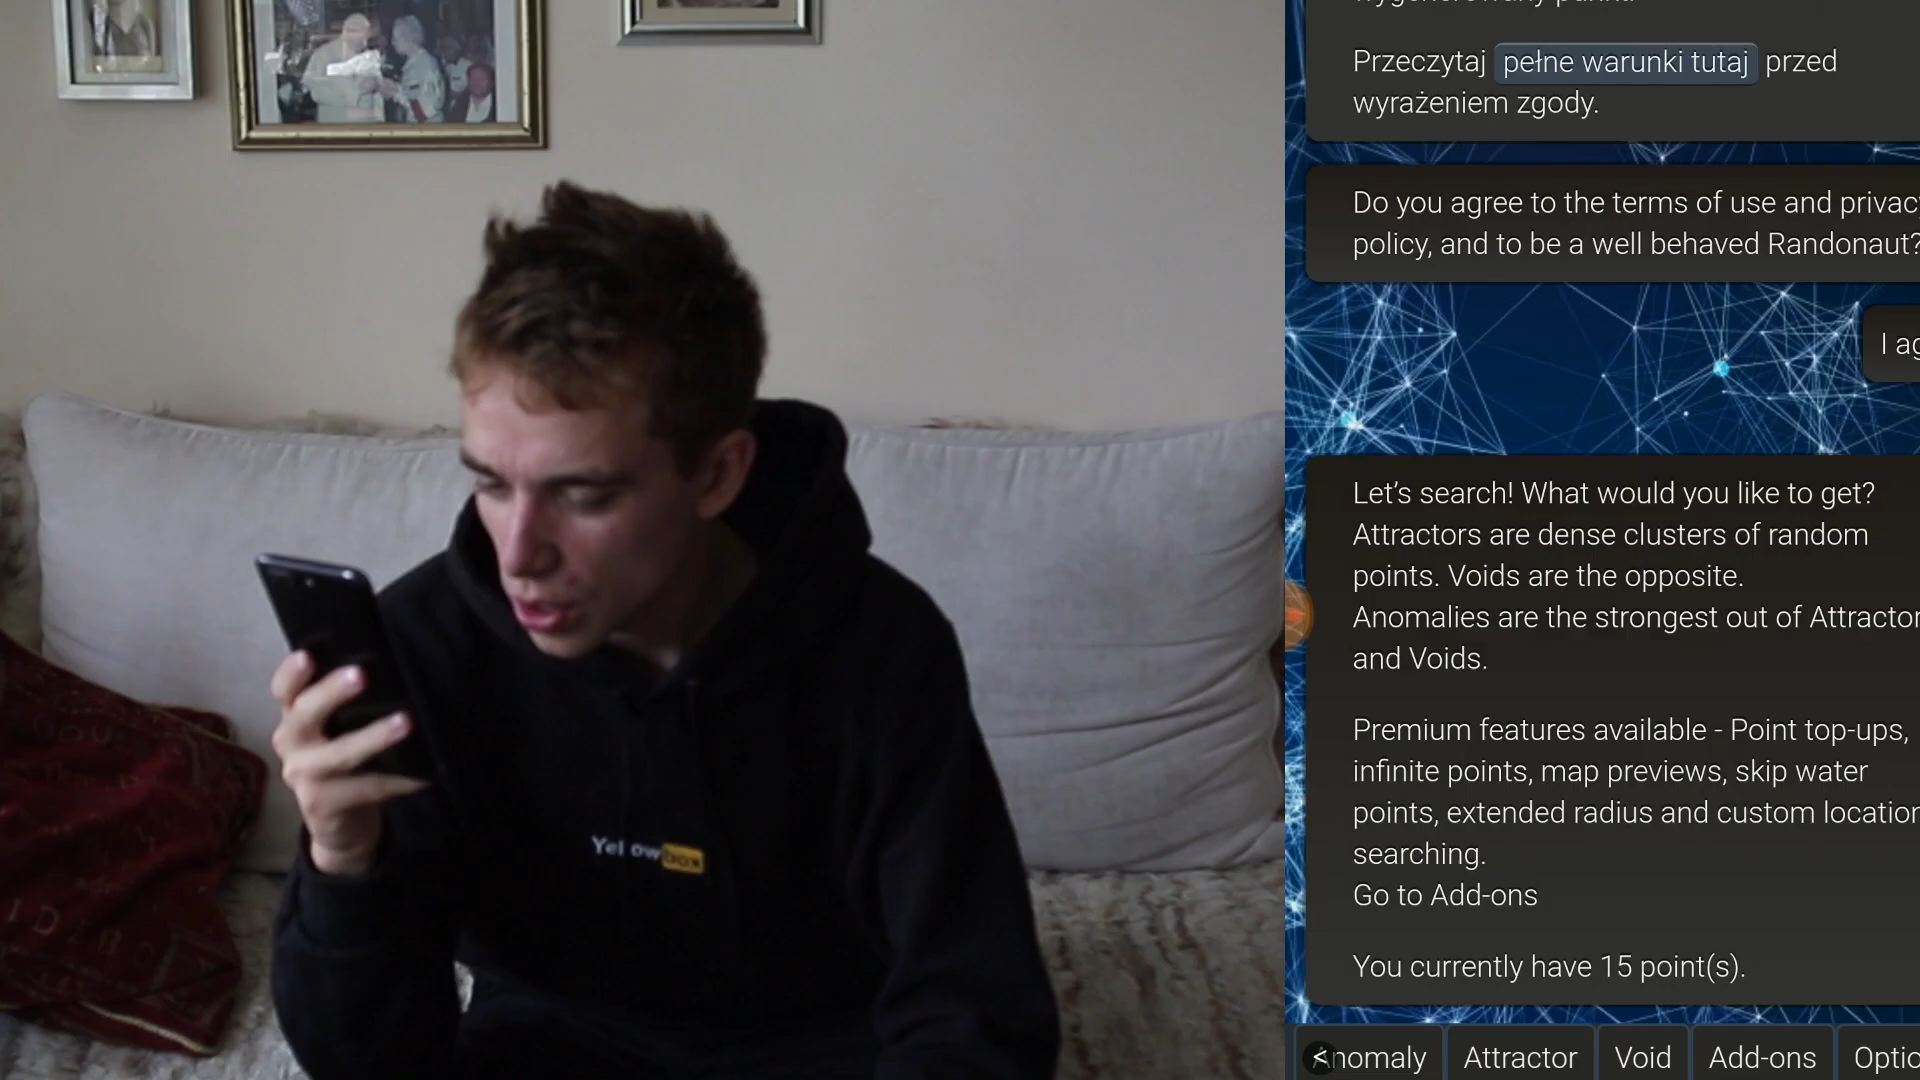 Przeczytaj pełne warunki tutaj przed
wyrażeniem zgody.
Do you agree to the terms of use and privacy
policy, and to be a well behaved Randonaut?
I ag
Let’s search! What would you like to get?
Attractors are dense clusters of random
points. Voids are the opposite.
Anomalies are the strongest out of Attractor
and Voids.
Premium features available - Point top-ups,
infinite points, map previews, skip water
points, extended radius and custom location
searching.
Go to Add-ons
You currently have 15 point(s).
< Anomaly Attractor Void Add-ons Optio
Yellowbox